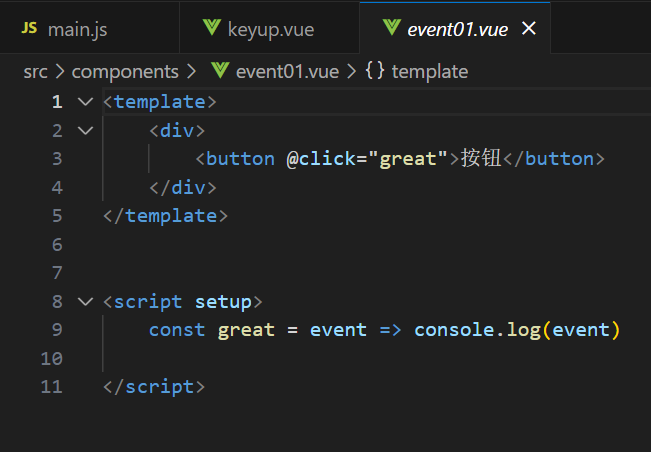 JS main.js keyup.vue event01.vue
src > components > event01.vue > {} template
1 <template>
2 <div>
3 <button @click="great">按钮</button>
4 </div>
5 </template>
6
7
8 <script setup>
9 const great = event => console.log(event)
10
11 </script>